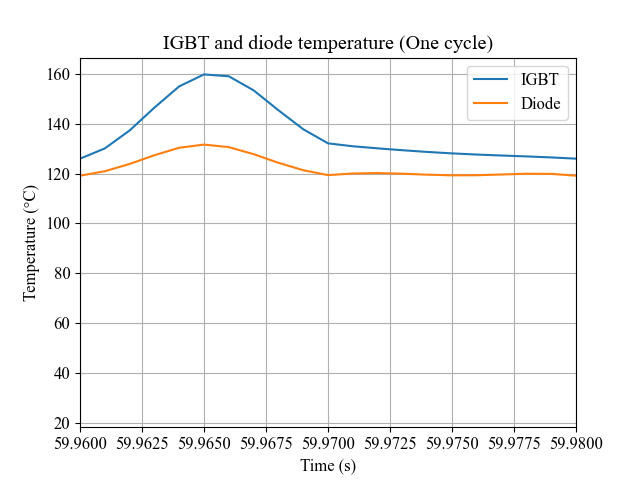 IGBT and diode temperature (One cycle)
IGBT
Diode
Temperature (°C)
160
140
120
100
80
60
40
20
59.9600 59.9625 59.9650 59.9675 59.9700 59.9725 59.9750 59.9775 59.9800
Time (s)